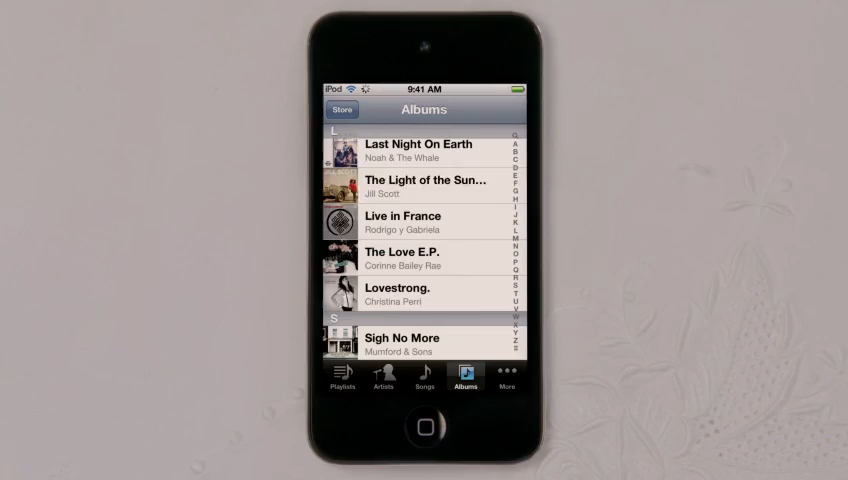 iPod 9:41 AM
Store Albums
L
Last Night On Earth
Noah & The Whale
The Light of the Sun...
Jill Scott
Live in France
Rodrigo y Gabriela
The Love E.P.
Corinne Bailey Rae
Lovestrong.
Christina Perri
S
Sigh No More
Mumford & Sons
A
B
C
D
E
F
G
H
I
J
K
L
M
N
O
P
Q
R
S
T
U
V
W
X
Y
Z
#
Playlists Artists Songs Albums More